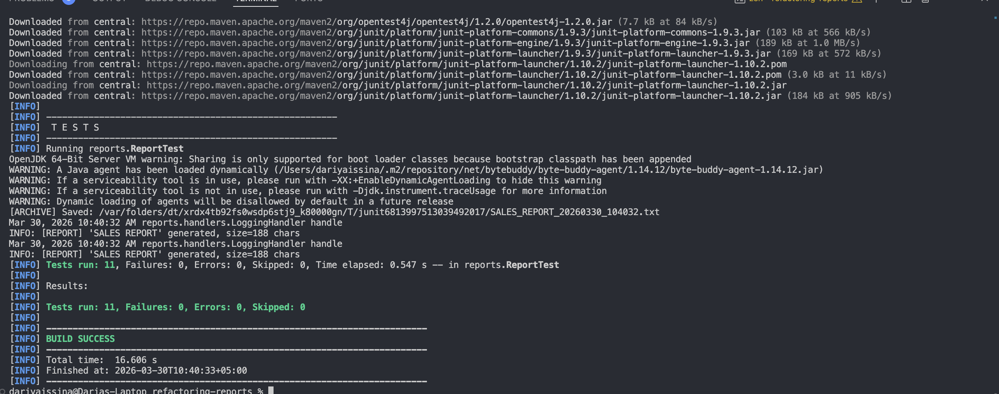 PROBLEMS OUTPUT DEBUG CONSOLE TERMINAL PORTS zsh - refactoring-reports
Downloaded from central: https://repo.maven.apache.org/maven2/org/opentest4j/opentest4j/1.2.0/opentest4j-1.2.0.jar (7.7 kB at 84 kB/s)
Downloaded from central: https://repo.maven.apache.org/maven2/org/junit/platform/junit-platform-commons/1.9.3/junit-platform-commons-1.9.3.jar (103 kB at 566 kB/s)
Downloaded from central: https://repo.maven.apache.org/maven2/org/junit/platform/junit-platform-engine/1.9.3/junit-platform-engine-1.9.3.jar (189 kB at 1.0 MB/s)
Downloaded from central: https://repo.maven.apache.org/maven2/org/junit/platform/junit-platform-launcher/1.9.3/junit-platform-launcher-1.9.3.jar (169 kB at 572 kB/s)
Downloading from central: https://repo.maven.apache.org/maven2/org/junit/platform/junit-platform-launcher/1.10.2/junit-platform-launcher-1.10.2.pom
Downloaded from central: https://repo.maven.apache.org/maven2/org/junit/platform/junit-platform-launcher/1.10.2/junit-platform-launcher-1.10.2.pom (3.0 kB at 11 kB/s)
Downloading from central: https://repo.maven.apache.org/maven2/org/junit/platform/junit-platform-launcher/1.10.2/junit-platform-launcher-1.10.2.jar
Downloaded from central: https://repo.maven.apache.org/maven2/org/junit/platform/junit-platform-launcher/1.10.2/junit-platform-launcher-1.10.2.jar (184 kB at 905 kB/s)
[INFO]
[INFO] -------------------------------------------------------
[INFO]  T E S T S
[INFO] -------------------------------------------------------
[INFO] Running reports.ReportTest
OpenJDK 64-Bit Server VM warning: Sharing is only supported for boot loader classes because bootstrap classpath has been appended
WARNING: A Java agent has been loaded dynamically (/Users/dariyaissina/.m2/repository/net/bytebuddy/byte-buddy-agent/1.14.12/byte-buddy-agent-1.14.12.jar)
WARNING: If a serviceability tool is in use, please run with -XX:+EnableDynamicAgentLoading to hide this warning
WARNING: If a serviceability tool is not in use, please run with -Djdk.instrument.traceUsage for more information
WARNING: Dynamic loading of agents will be disallowed by default in a future release
[ARCHIVE] Saved: /var/folders/dt/xrdx4tb92fs0wsdp6stj9_k80000gn/T/junit6813997513039492017/SALES_REPORT_20260330_104032.txt
Mar 30, 2026 10:40:32 AM reports.handlers.LoggingHandler handle
INFO: [REPORT] 'SALES REPORT' generated, size=188 chars
Mar 30, 2026 10:40:32 AM reports.handlers.LoggingHandler handle
INFO: [REPORT] 'SALES REPORT' generated, size=188 chars
[INFO] Tests run: 11, Failures: 0, Errors: 0, Skipped: 0, Time elapsed: 0.547 s -- in reports.ReportTest
[INFO]
[INFO] Results:
[INFO]
[INFO] Tests run: 11, Failures: 0, Errors: 0, Skipped: 0
[INFO]
[INFO] ------------------------------------------------------------------------
[INFO] BUILD SUCCESS
[INFO] ------------------------------------------------------------------------
[INFO] Total time:  16.606 s
[INFO] Finished at: 2026-03-30T10:40:33+05:00
[INFO] ------------------------------------------------------------------------
dariyaissina@Darias-Laptop refactoring-reports %